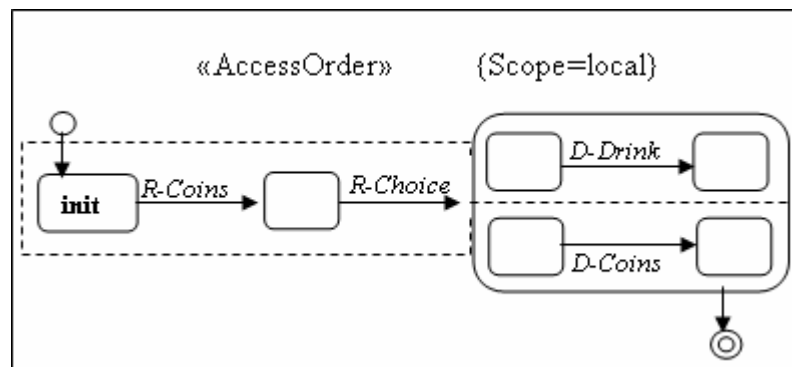 «AccessOrder» {Scope=local}
D-Drink
R-Coins
R-Choice
init
D-Coins